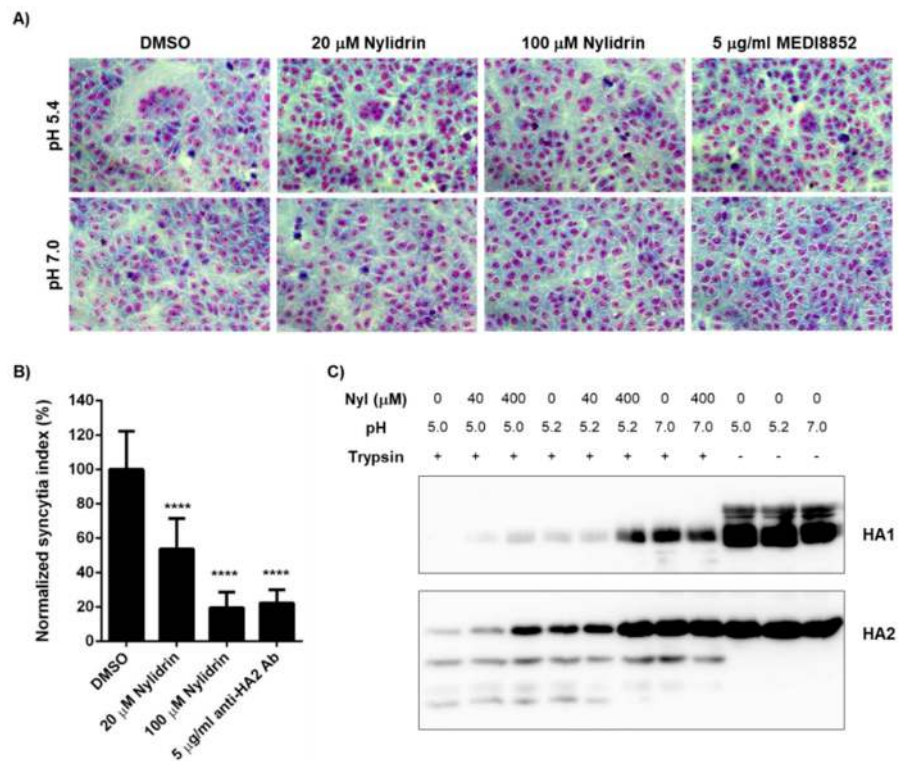 A)
DMSO 20 µM Nylidrin 100 µM Nylidrin 5 µg/ml MEDI8852
pH 5.4
pH 7.0
B)
Normalized syncytia index (%)
140
120
100
80
60
40
20
0
****
****
****
DMSO
20 µM Nylidrin
100 µM Nylidrin
5 µg/ml anti-HA2 Ab
C)
Nyl (µM) 0 40 400 0 40 400 0 400 0 0 0
pH 5.0 5.0 5.0 5.2 5.2 5.2 7.0 7.0 5.0 5.2 7.0
Trypsin + + + + + + + + - - -
HA1
HA2